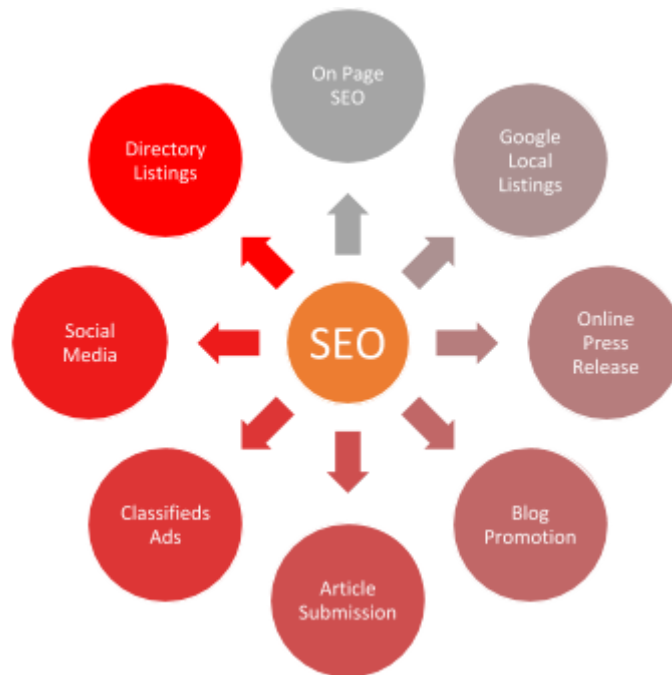 On Page
SEO
Google
Local
Listings
Online
Press
Release
Blog
Promotion
Article
Submission
Classifieds
Ads
Social
Media
Directory
Listings
SEO